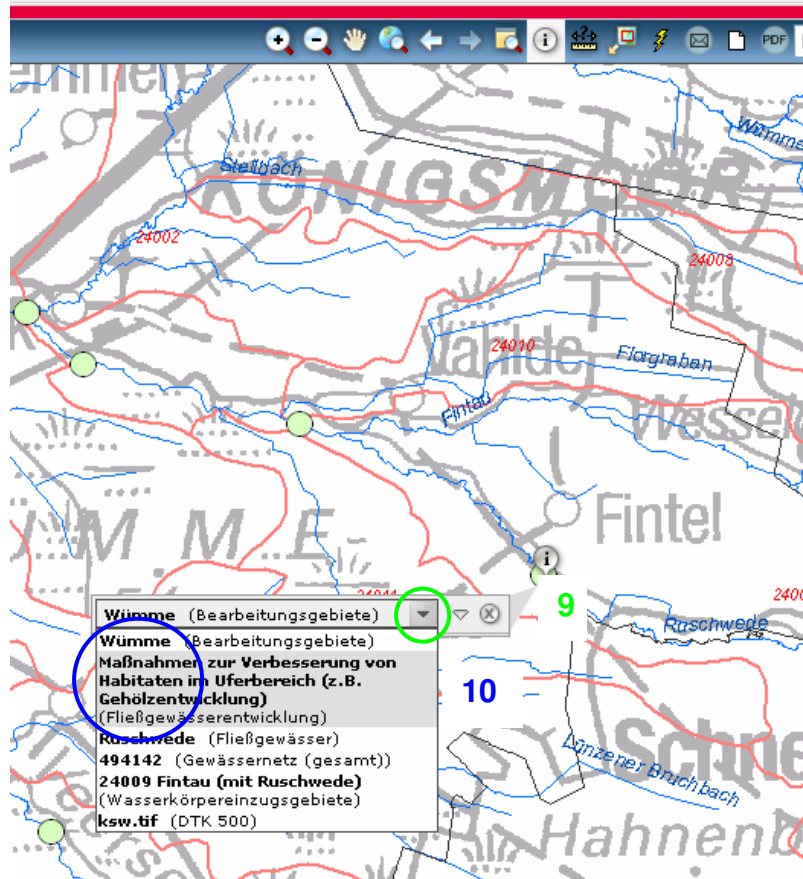 PDF
Wümme
Stellbach
KÖNIGSMOOR
24002
24008
Vahlde
24010
Florgraben
Fintau
Fintel
i
9
Wümme (Bearbeitungsgebiete)
Wümme (Bearbeitungsgebiete)
Maßnahmen zur Verbesserung von
Habitaten im Uferbereich (z.B.
Gehölzentwicklung)
(Fließgewässerentwicklung)
10
Ruschwede (Fließgewässer)
494142 (Gewässernetz (gesamt))
24009 Fintau (mit Ruschwede)
(Wasserkörpereinzugsgebiete)
ksw.tif (DTK 500)
Ruschwede
Lünzener Bruchbach